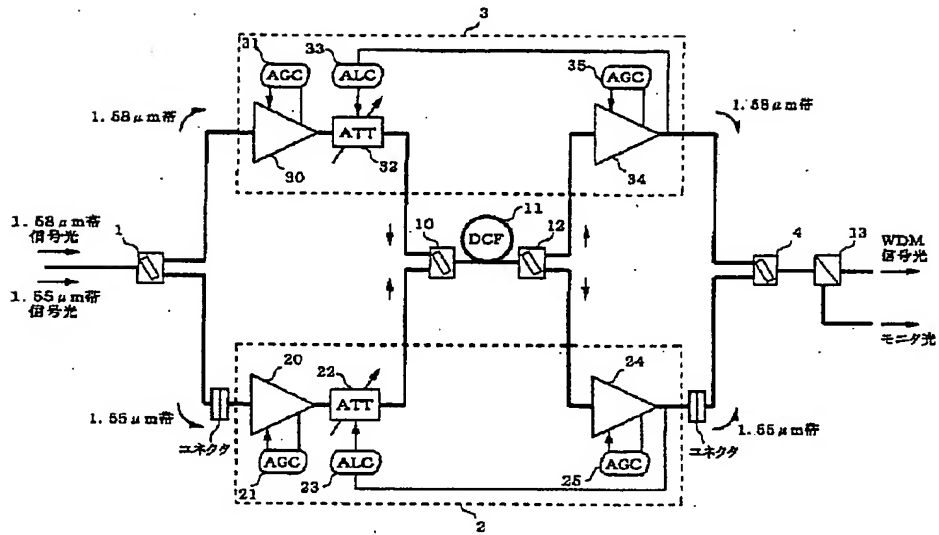 3
31
33
35
AGC
ALC
AGC
1.58μm帯
1.58μm帯
ATT
30
32
34
1.58μm帯
信号光
1
10
11
DCF
12
4
13
WDM
信号光
1.55μm帯
信号光
モニタ光
20
22
24
ATT
1.55μm帯
1.55μm帯
コネクタ
コネクタ
AGC
ALC
AGC
21
23
25
2